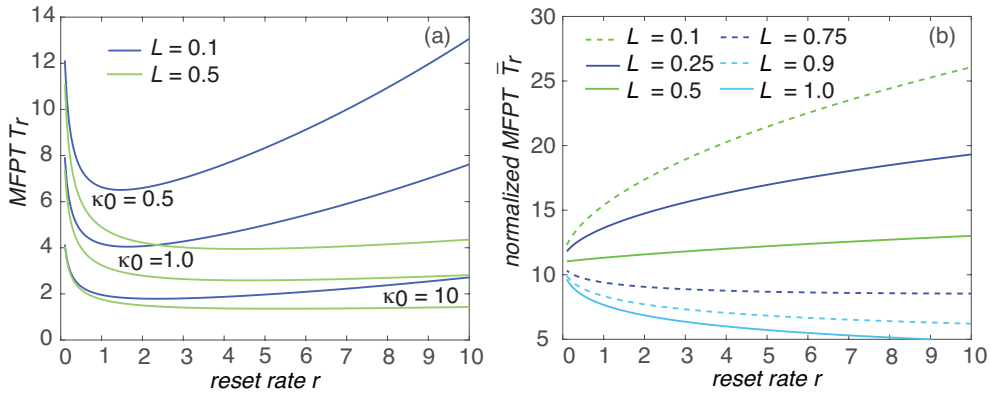 14
12
10
8
6
4
2
0
MFPT Tr
(a)
L = 0.1
L = 0.5
κ0 = 0.5
κ0 =1.0
κ0 = 10
0 1 2 3 4 5 6 7 8 9 10
reset rate r
30
25
20
15
10
5
normalized MFPT T̄r
(b)
L = 0.1 L = 0.75
L = 0.25 L = 0.9
L = 0.5 L = 1.0
0 1 2 3 4 5 6 7 8 9 10
reset rate r